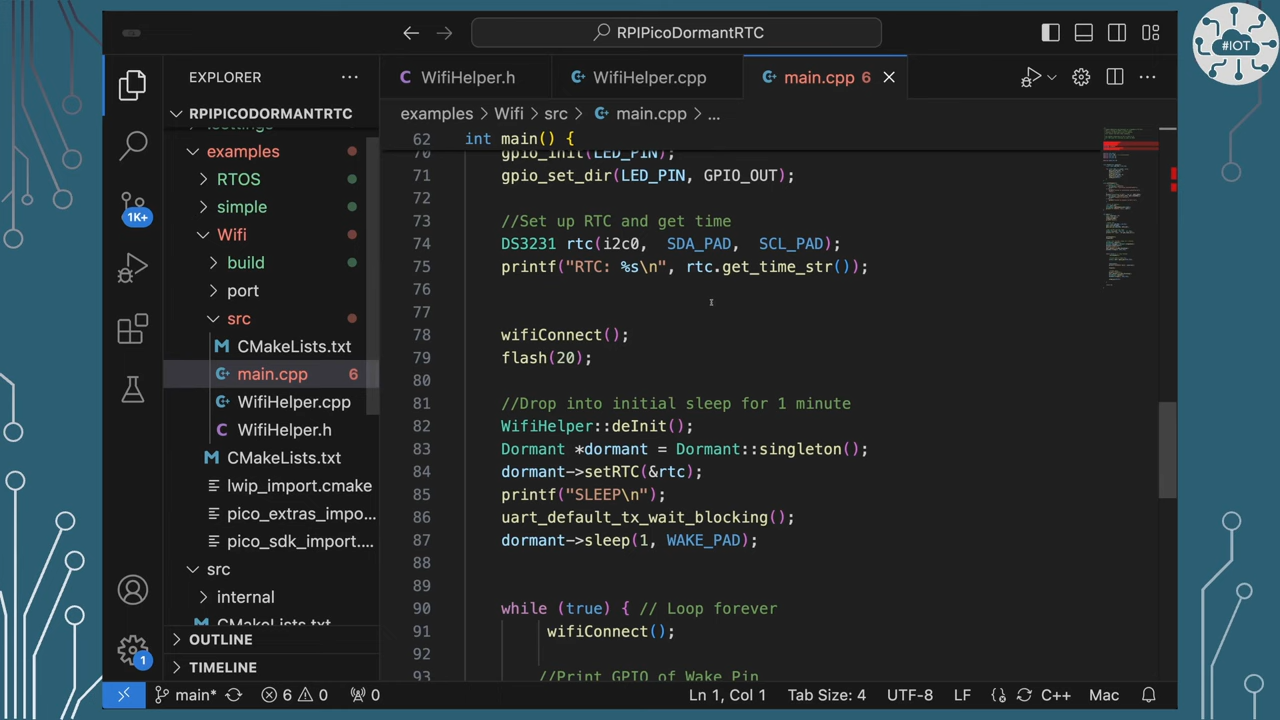 RPIPicoDormantRTC
#IOT
EXPLORER
WifiHelper.h
WifiHelper.cpp
main.cpp 6
RPIPICODORMANTRTC
examples > Wifi > src > main.cpp > ...
examples
RTOS
simple
Wifi
build
port
src
CMakeLists.txt
main.cpp 6
WifiHelper.cpp
WifiHelper.h
CMakeLists.txt
lwip_import.cmake
pico_extras_impo...
pico_sdk_import....
src
internal
CMakeLists.txt
OUTLINE
TIMELINE
1K+
1
62 int main() {
70 gpio_init(LED_PIN);
71 gpio_set_dir(LED_PIN, GPIO_OUT);
72
73 //Set up RTC and get time
74 DS3231 rtc(i2c0, SDA_PAD, SCL_PAD);
75 printf("RTC: %s\n", rtc.get_time_str());
76
77
78 wifiConnect();
79 flash(20);
80
81 //Drop into initial sleep for 1 minute
82 WifiHelper::deInit();
83 Dormant *dormant = Dormant::singleton();
84 dormant->setRTC(&rtc);
85 printf("SLEEP\n");
86 uart_default_tx_wait_blocking();
87 dormant->sleep(1, WAKE_PAD);
88
89
90 while (true) { // Loop forever
91 wifiConnect();
92
93 //Print GPIO of Wake Pin
main* 6 0 0 Ln 1, Col 1 Tab Size: 4 UTF-8 LF C++ Mac